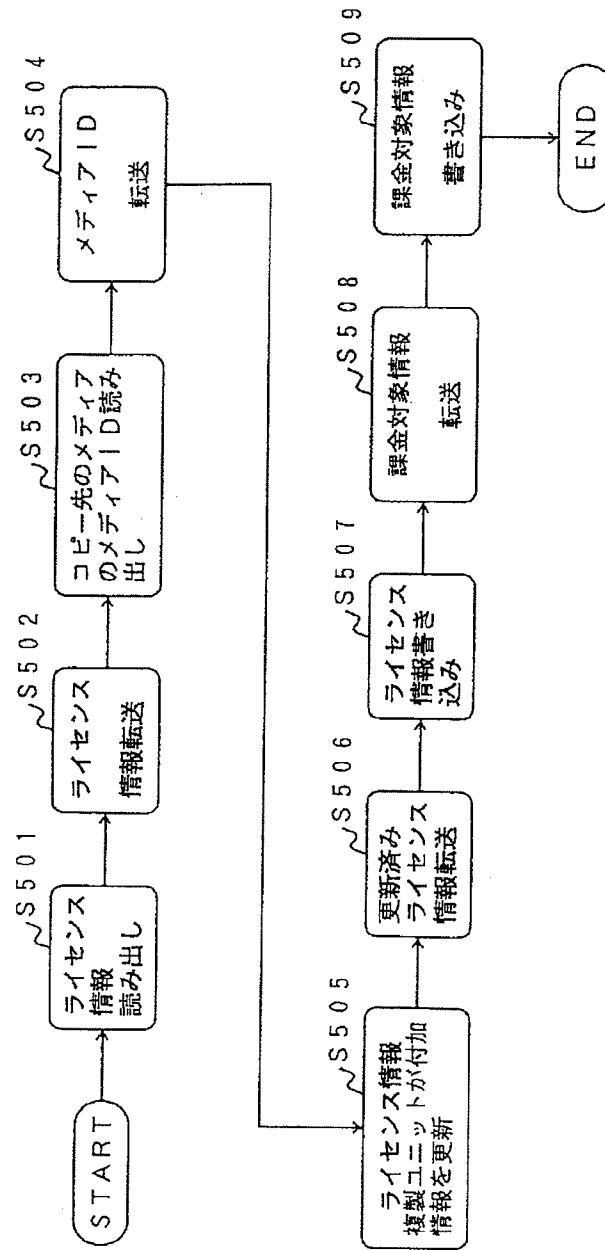 START
S501
ライセンス
情報
読み出し
S502
ライセンス
情報転送
S503
コピー先のメディア
のメディアID読み
出し
S504
メディアID
転送
S505
ライセンス情報
複製ユニットが付加
情報を更新
S506
更新済み
ライセンス
情報転送
S507
ライセンス
情報書き
込み
S508
課金対象情報
転送
S509
課金対象情報
書き込み
END